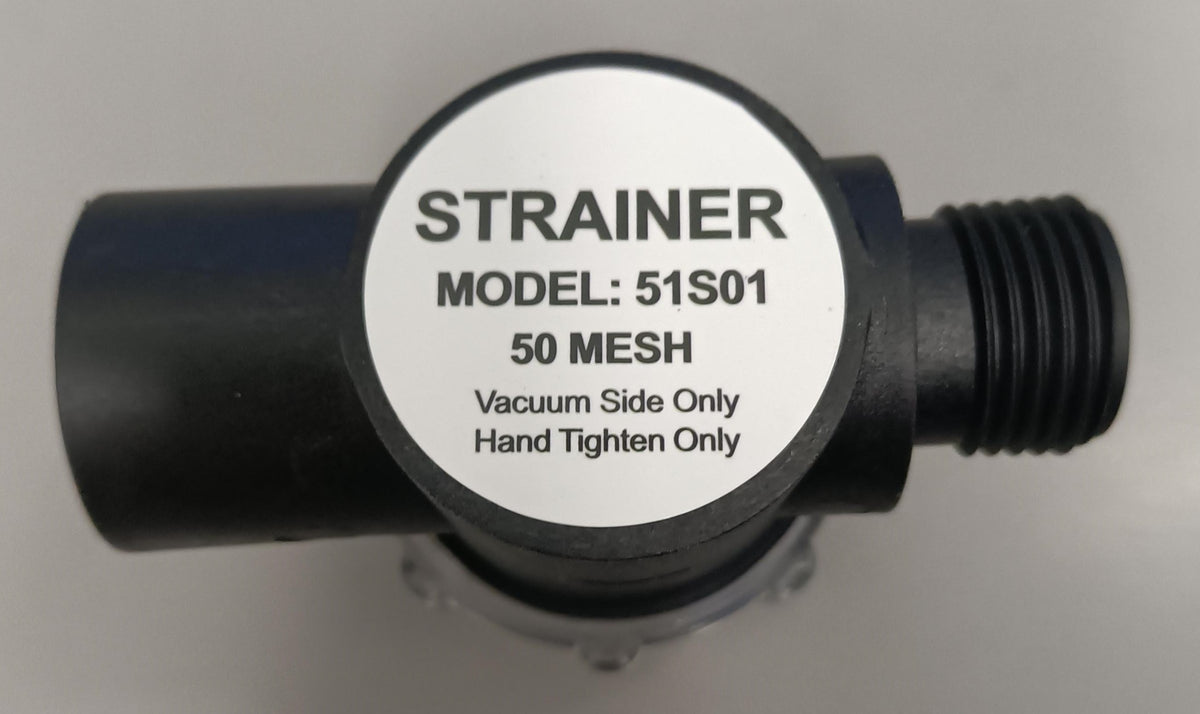 STRAINER
MODEL: 51S01
50 MESH
Vacuum Side Only
Hand Tighten Only